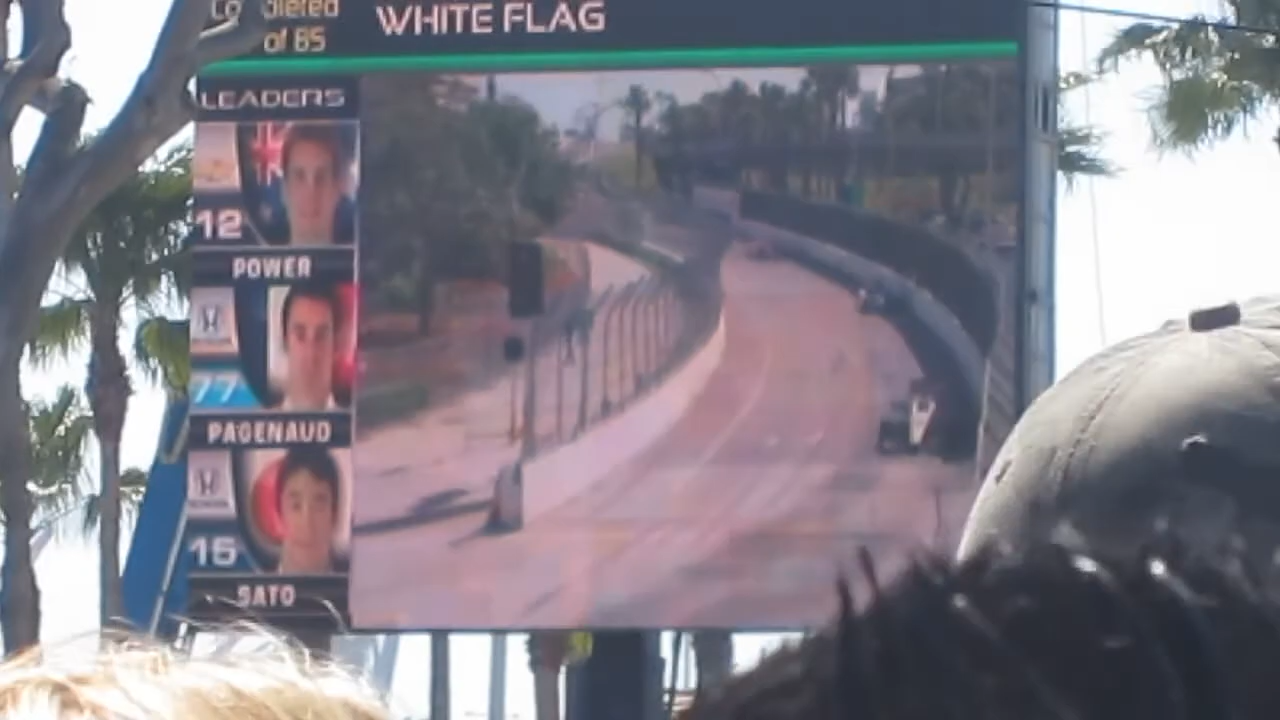 of 85
WHITE FLAG
LEADERS
12
POWER
77
PAGENAUD
15
SATO